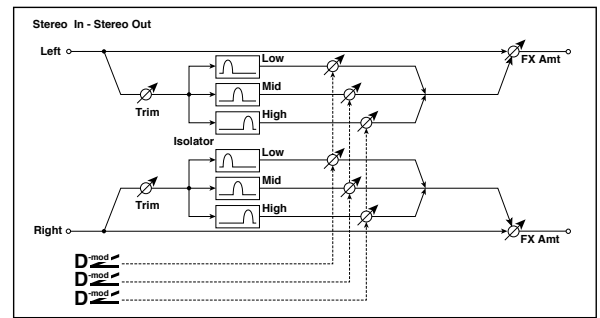 Stereo In - Stereo Out
Left
Low
FX Amt
Mid
Trim
High
Isolator
Low
Mid
Trim
High
Right
FX Amt
D-mod
D-mod
D-mod